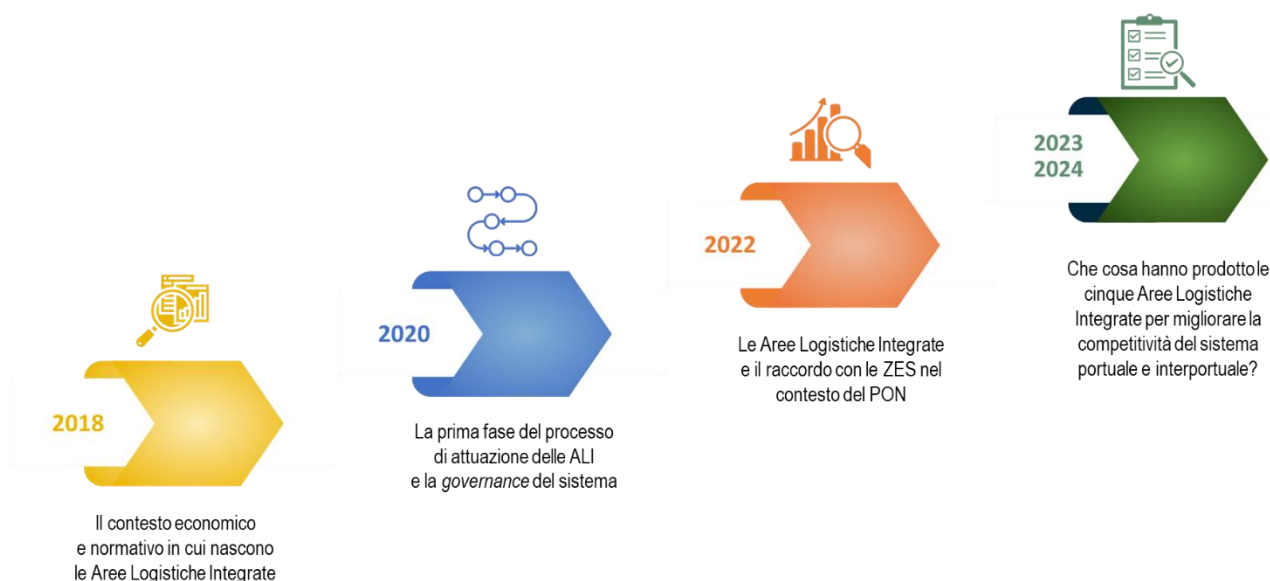 2018
Il contesto economico
e normativo in cui nascono
le Aree Logistiche Integrate
2020
La prima fase del processo
di attuazione delle ALI
e la governance del sistema
2022
Le Aree Logistiche Integrate
e il raccordo con le ZES nel
contesto del PON
2023
2024
Che cosa hanno prodotto le
cinque Aree Logistiche
Integrate per migliorare la
competitività del sistema
portuale e interportuale?